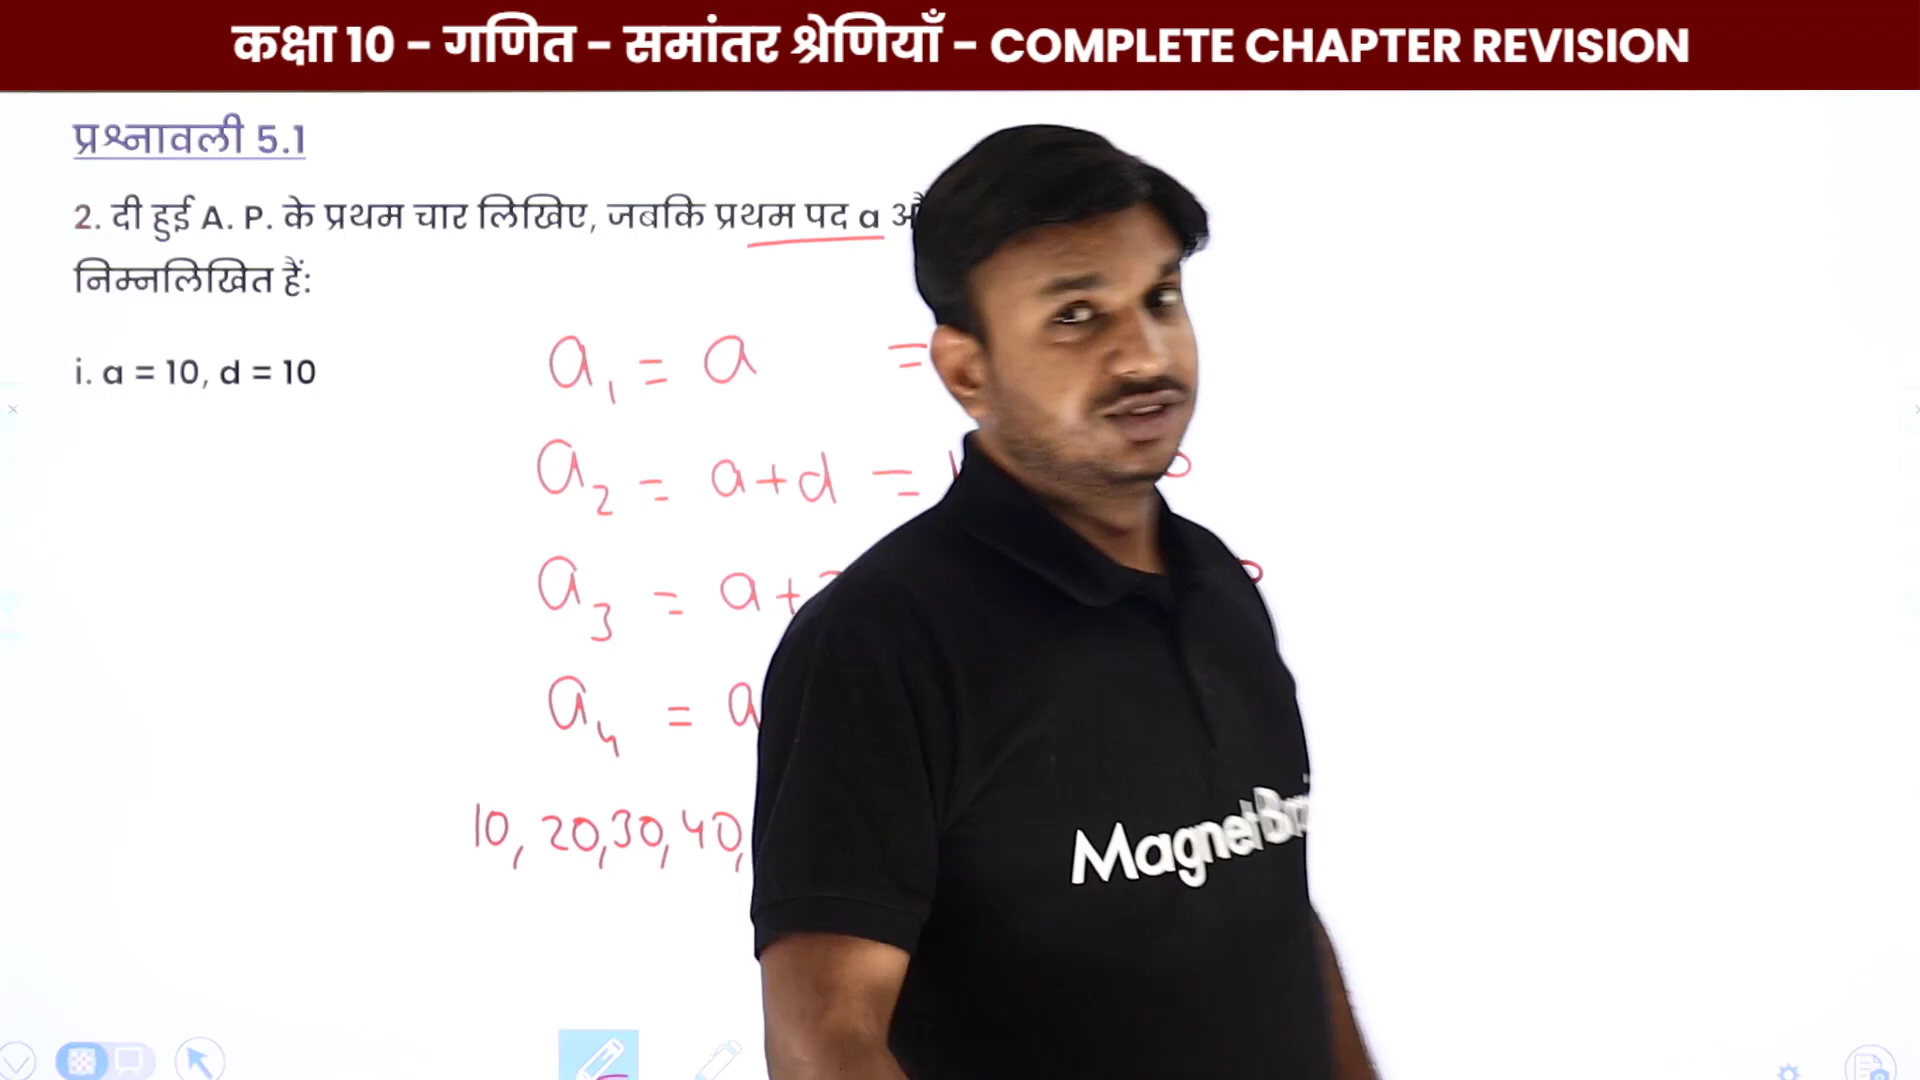 कक्षा 10 – गणित – समांतर श्रेणियाँ – COMPLETE CHAPTER REVISION
प्रश्नावली 5.1
2. दी हुई A. P. के प्रथम चार लिखिए, जबकि प्रथम पद a
निम्नलिखित हैं:
i. a = 10, d = 10
a₁ = a =
a₂ = a+d =
a₃ = a+
a₄ = a
10, 20,30,40,
Magnet